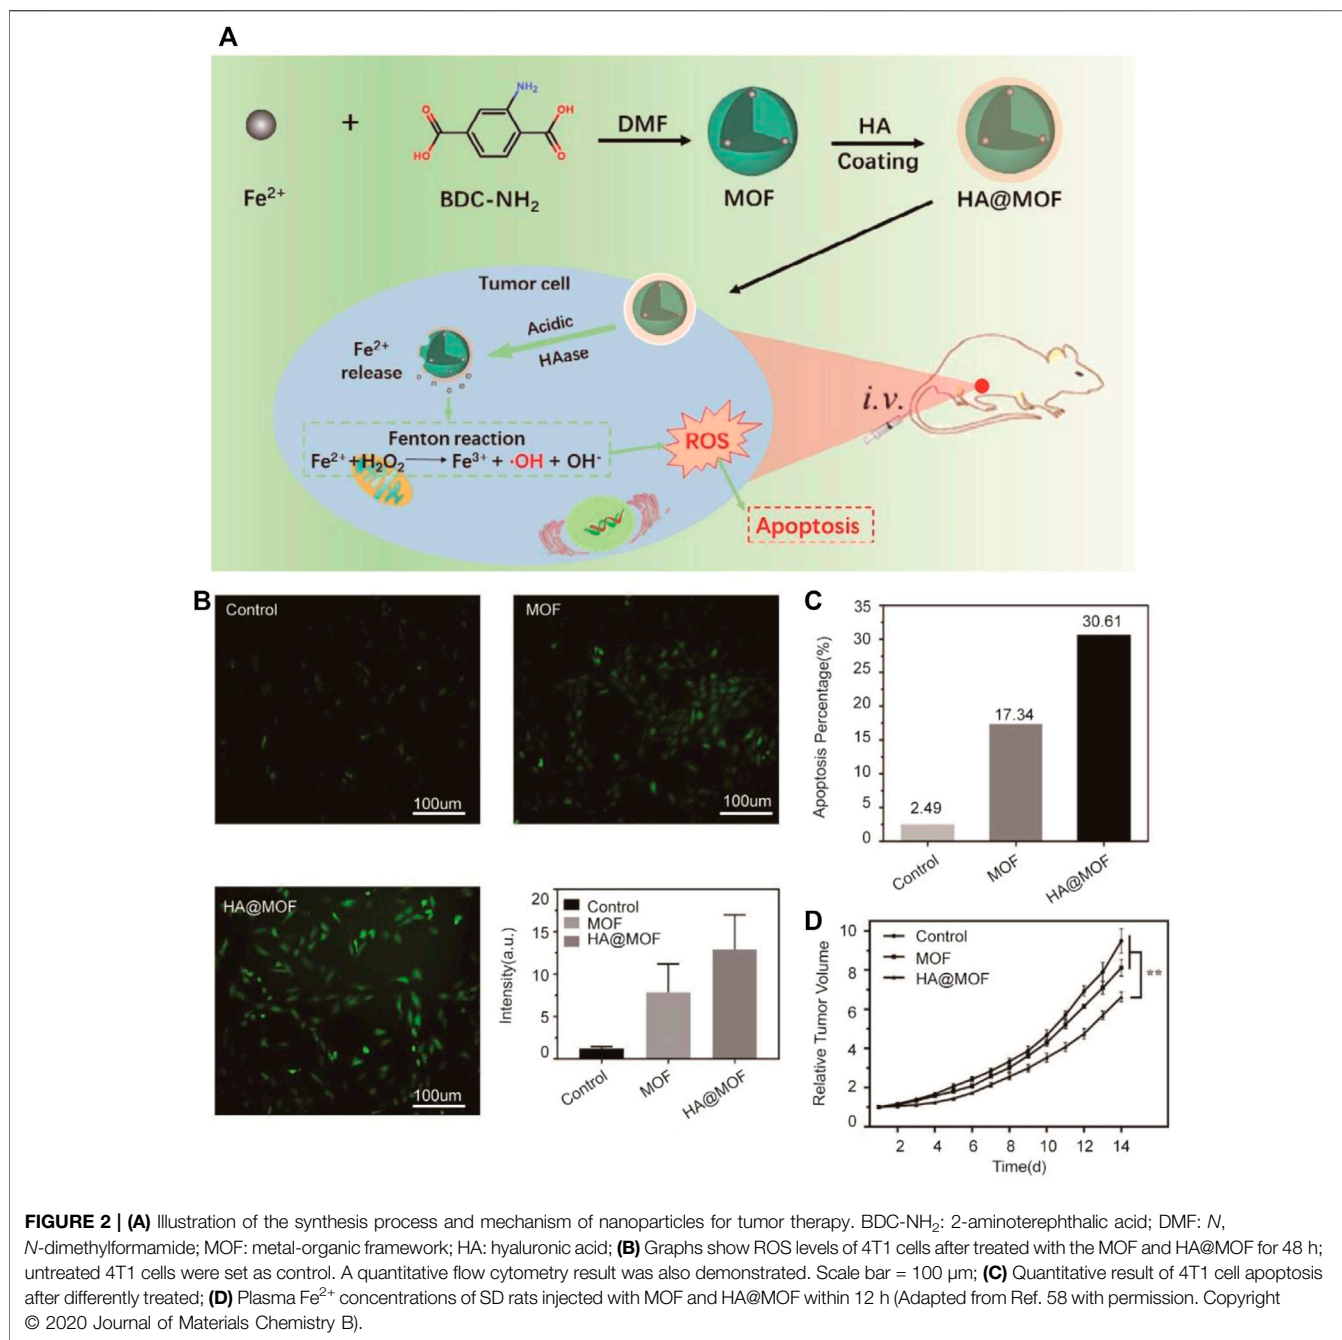 A
NH₂
O
OH
HO
O
Fe²⁺
+
BDC-NH₂
DMF
MOF
HA
Coating
HA@MOF
Tumor cell
Acidic
HAase
Fe²⁺
release
Fenton reaction
Fe²⁺+H₂O₂ → Fe³⁺ + ·OH + OH⁻
ROS
Apoptosis
i.v.
B
Control
100um
MOF
100um
HA@MOF
100um
Intensity(a.u.)
20
15
10
5
0
Control
MOF
HA@MOF
Control
MOF
HA@MOF
C
Apoptosis Percentage(%)
35
30
25
20
15
10
5
0
2.49
17.34
30.61
Control
MOF
HA@MOF
D
Relative Tumor Volume
10
8
6
4
2
0
Control
MOF
HA@MOF
**
2 4 6 8 10 12 14
Time(d)
FIGURE 2 | (A) Illustration of the synthesis process and mechanism of nanoparticles for tumor therapy. BDC-NH₂: 2-aminoterephthalic acid; DMF: N,
N-dimethylformamide; MOF: metal-organic framework; HA: hyaluronic acid; (B) Graphs show ROS levels of 4T1 cells after treated with the MOF and HA@MOF for 48 h;
untreated 4T1 cells were set as control. A quantitative flow cytometry result was also demonstrated. Scale bar = 100 μm; (C) Quantitative result of 4T1 cell apoptosis
after differently treated; (D) Plasma Fe²⁺ concentrations of SD rats injected with MOF and HA@MOF within 12 h (Adapted from Ref. 58 with permission. Copyright
© 2020 Journal of Materials Chemistry B).